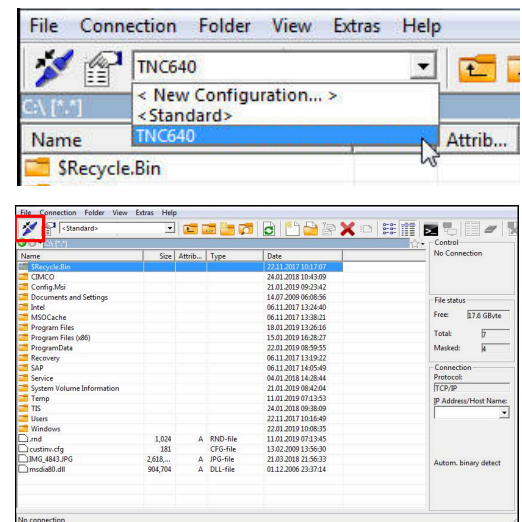 File Connection Folder View Extras Help
TNC640
< New Configuration... >
<Standard>
TNC640
C:\ [*.*]
Name Attrib...
$Recycle.Bin
File Connection Folder View Extras Help
<Standard>
C:\ [*.*]
Name Size Attrib... Type Date
$Recycle.Bin 22.11.2017 10:17:07
CIMCO 24.01.2018 10:43:09
Config.Msi 21.01.2019 09:23:42
Documents and Settings 14.07.2009 06:08:56
Intel 06.11.2017 13:24:40
MSOCache 06.11.2017 13:38:21
Program Files 18.01.2019 13:26:16
Program Files (x86) 15.01.2019 16:28:27
ProgramData 22.01.2019 08:59:55
Recovery 06.11.2017 13:19:22
SAP 06.11.2017 14:05:49
Service 04.01.2018 14:28:44
System Volume Information 21.01.2019 08:42:04
Temp 11.01.2019 07:13:53
TIS 24.01.2018 09:38:09
Users 22.11.2017 10:16:49
Windows 22.01.2019 10:08:35
.rnd 1,024 A RND-file 11.01.2019 07:13:45
custinv.cfg 181 CFG-file 13.02.2009 13:56:30
IMG_4843.JPG 2,618,... A JPG-file 21.03.2018 21:56:33
msdia80.dll 904,704 A DLL-file 01.12.2006 23:37:14
Control
No Connection
File status
Free: 17.6 GByte
Total: 7
Masked: 4
Connection
Protocol:
TCP/IP
IP Address/Host Name:
Autom. binary detect
No connection